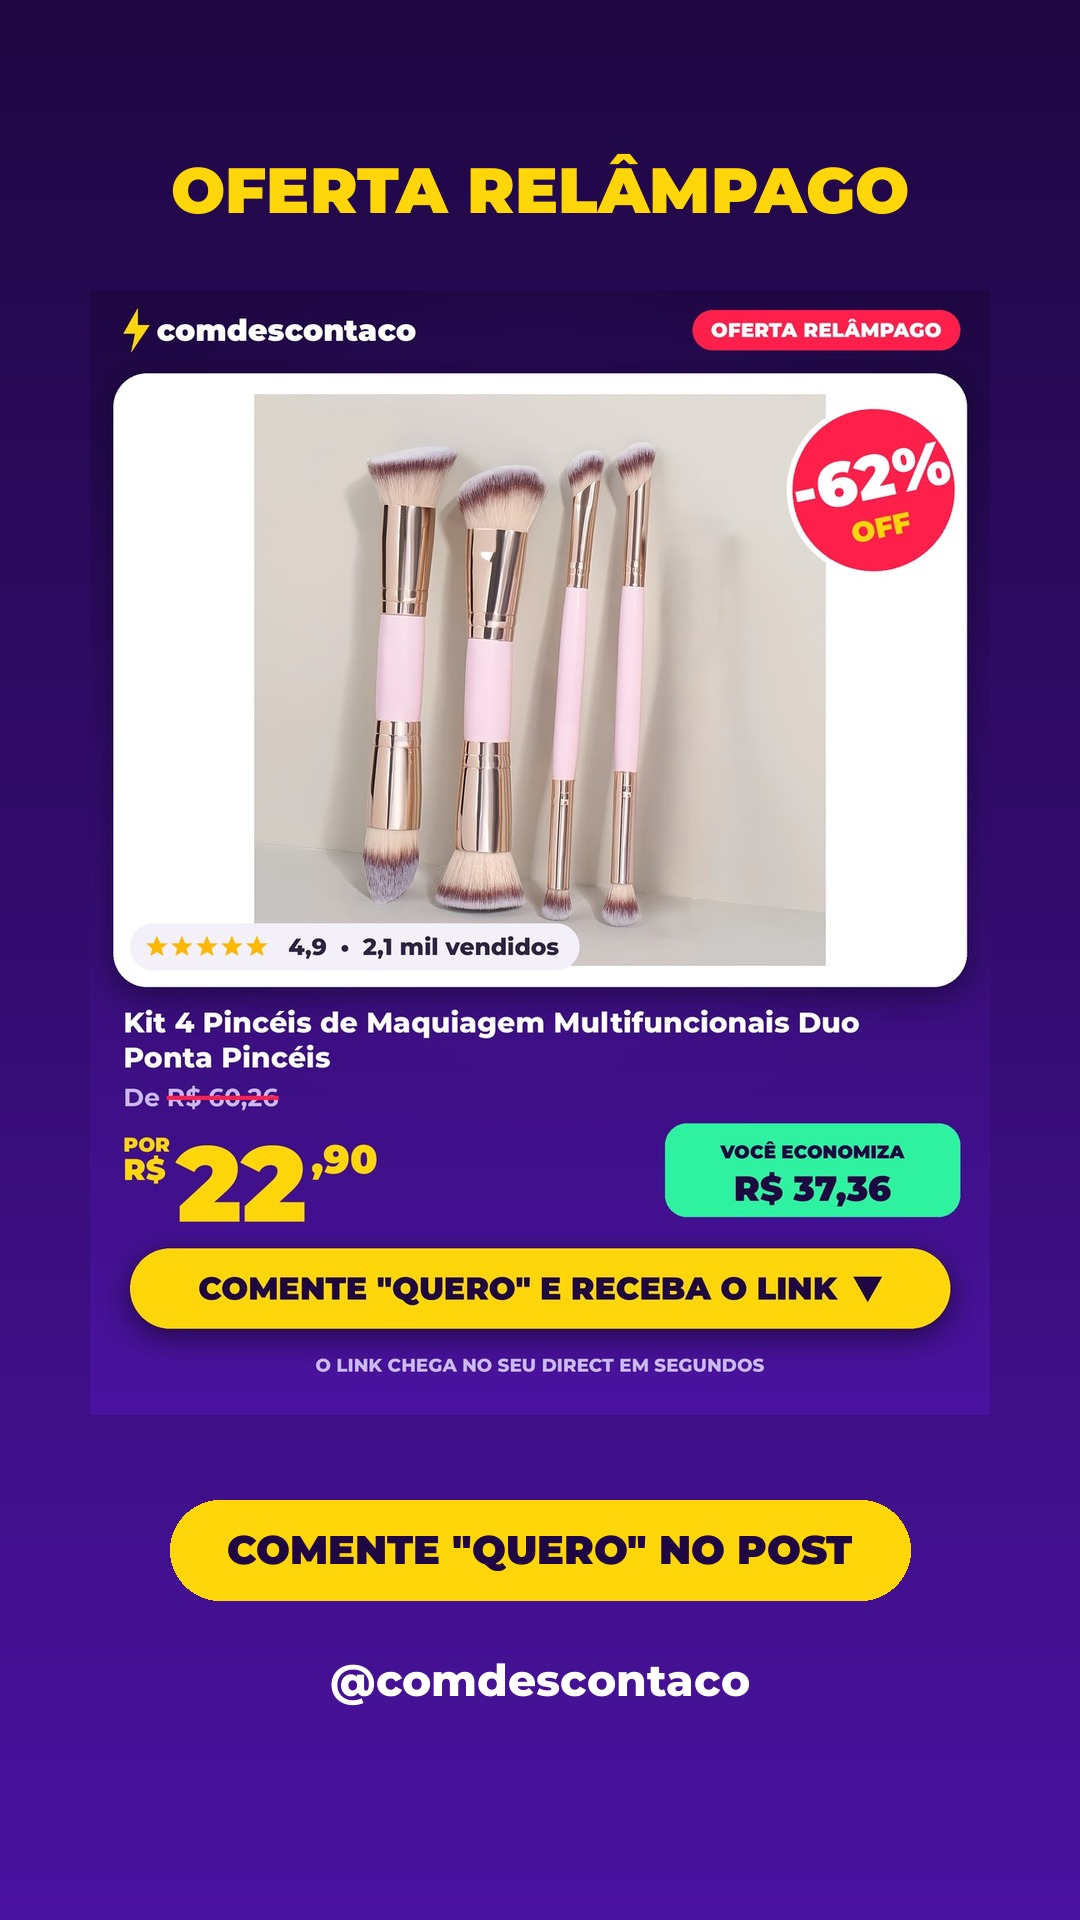 OFERTA RELÂMPAGO
comdescontaco
OFERTA RELÂMPAGO
-62%
OFF
4,9 • 2,1 mil vendidos
Kit 4 Pincéis de Maquiagem Multifuncionais Duo
Ponta Pincéis
De R$ 60,26
POR
R$ 22,90
VOCÊ ECONOMIZA
R$ 37,36
COMENTE "QUERO" E RECEBA O LINK ▼
O LINK CHEGA NO SEU DIRECT EM SEGUNDOS
COMENTE "QUERO" NO POST
@comdescontaco